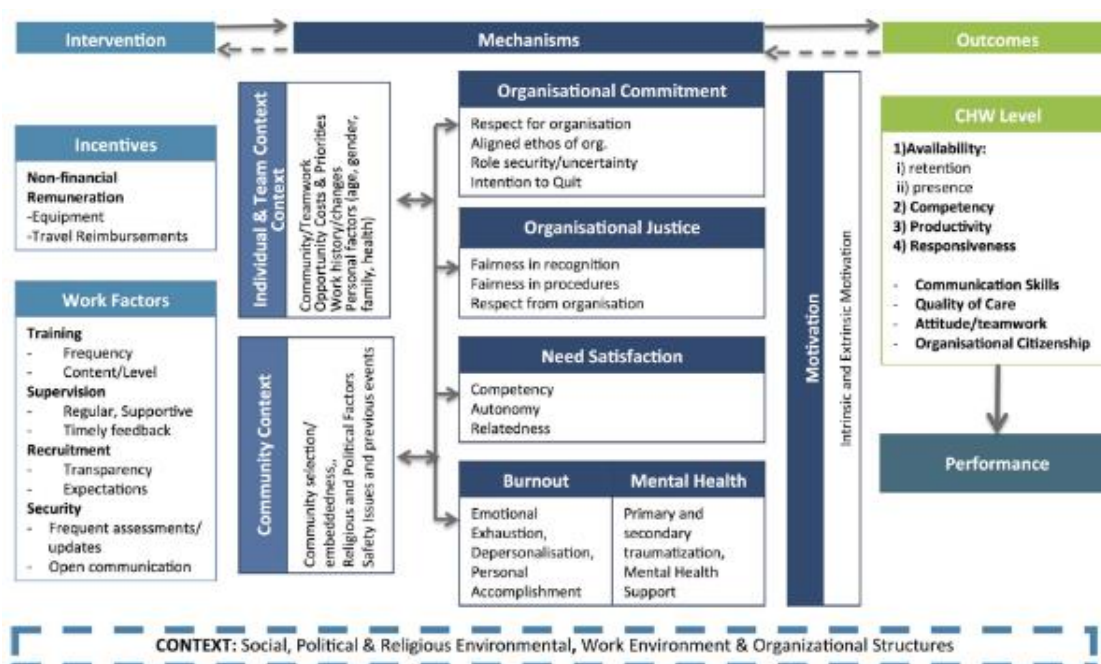 Intervention
Mechanisms
Outcomes
Incentives
Non-financial
Remuneration
-Equipment
-Travel Reimbursements
Work Factors
Training
- Frequency
- Content/Level
Supervision
- Regular, Supportive
- Timely feedback
Recruitment
- Transparency
- Expectations
Security
- Frequent assessments/
updates
- Open communication
Individual & Team Context
Context
Community/Teamwork
Opportunity Costs & Priorities
Work history/changes
Personal factors (age, gender,
family, health)
Community Context
Community selection/
embeddedness,,
Religious and Political Factors
Safety Issues and previous events
Organisational Commitment
Respect for organisation
Aligned ethos of org.
Role security/uncertainty
Intention to Quit
Organisational Justice
Fairness in recognition
Fairness in procedures
Respect from organisation
Need Satisfaction
Competency
Autonomy
Relatedness
Burnout
Emotional
Exhaustion,
Depersonalisation,
Personal
Accomplishment
Mental Health
Primary and
secondary
traumatization,
Mental Health
Support
Motivation
Intrinsic and Extrinsic Motivation
CHW Level
1)Availability:
i) retention
ii) presence
2) Competency
3) Productivity
4) Responsiveness
- Communication Skills
- Quality of Care
- Attitude/teamwork
- Organisational Citizenship
Performance
CONTEXT: Social, Political & Religious Environmental, Work Environment & Organizational Structures